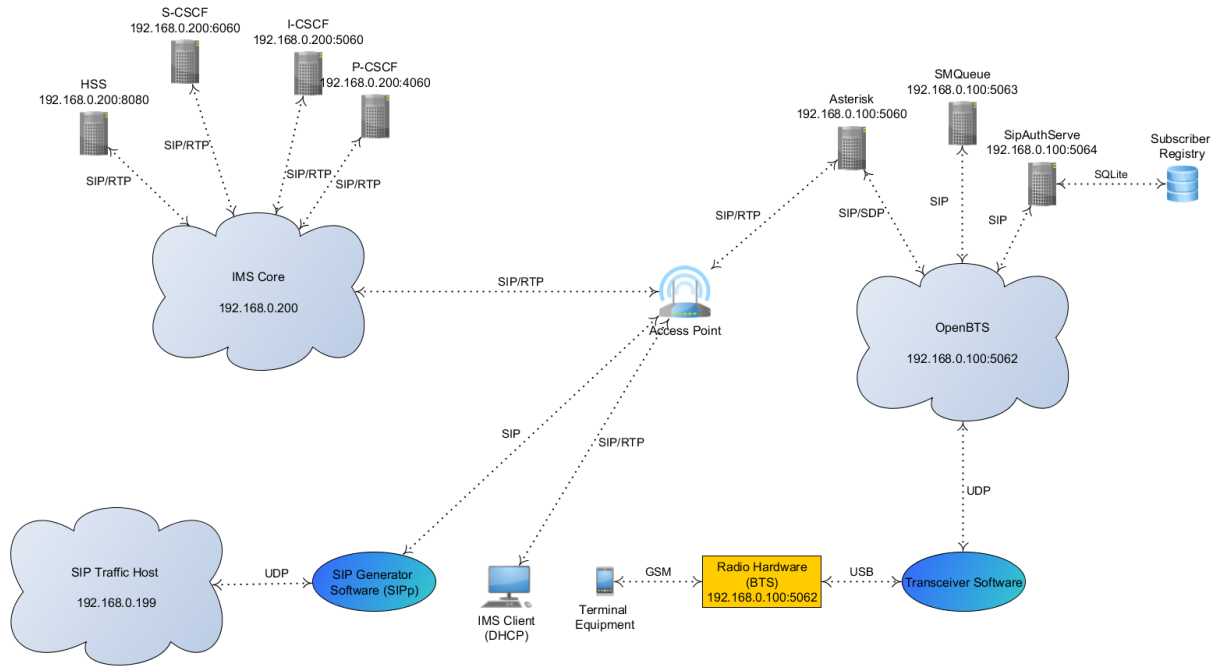 S-CSCF
192.168.0.200:6060
I-CSCF
192.168.0.200:5060
P-CSCF
192.168.0.200:4060
HSS
192.168.0.200:8080
SIP/RTP
SIP/RTP
SIP/RTP
SIP/RTP
IMS Core
192.168.0.200
SIP/RTP
Access Point
SIP/RTP
Asterisk
192.168.0.100:5060
SMQueue
192.168.0.100:5063
SipAuthServe
192.168.0.100:5064
Subscriber
Registry
SQLite
SIP/SDP
SIP
SIP
OpenBTS
192.168.0.100:5062
SIP
SIP/RTP
UDP
SIP Traffic Host
192.168.0.199
UDP
SIP Generator
Software (SIPp)
IMS Client
(DHCP)
Terminal
Equipment
GSM
Radio Hardware
(BTS)
192.168.0.100:5062
USB
Transceiver Software